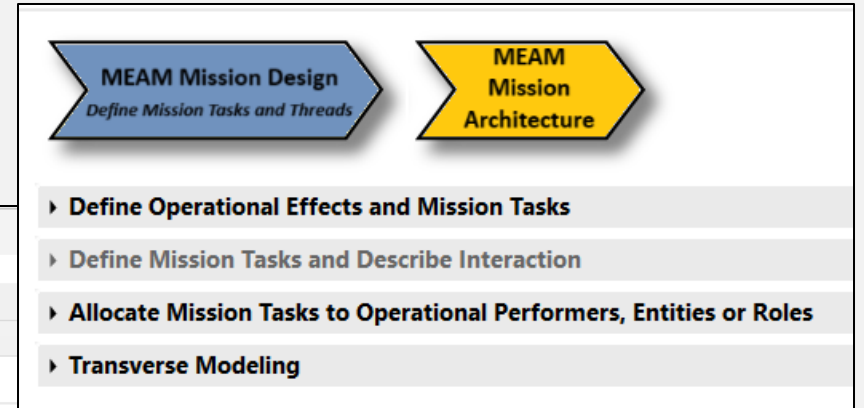 MEAM Mission Design
Define Mission Tasks and Threads
MEAM
Mission
Architecture
Define Operational Effects and Mission Tasks
Define Mission Tasks and Describe Interaction
Allocate Mission Tasks to Operational Performers, Entities or Roles
Transverse Modeling